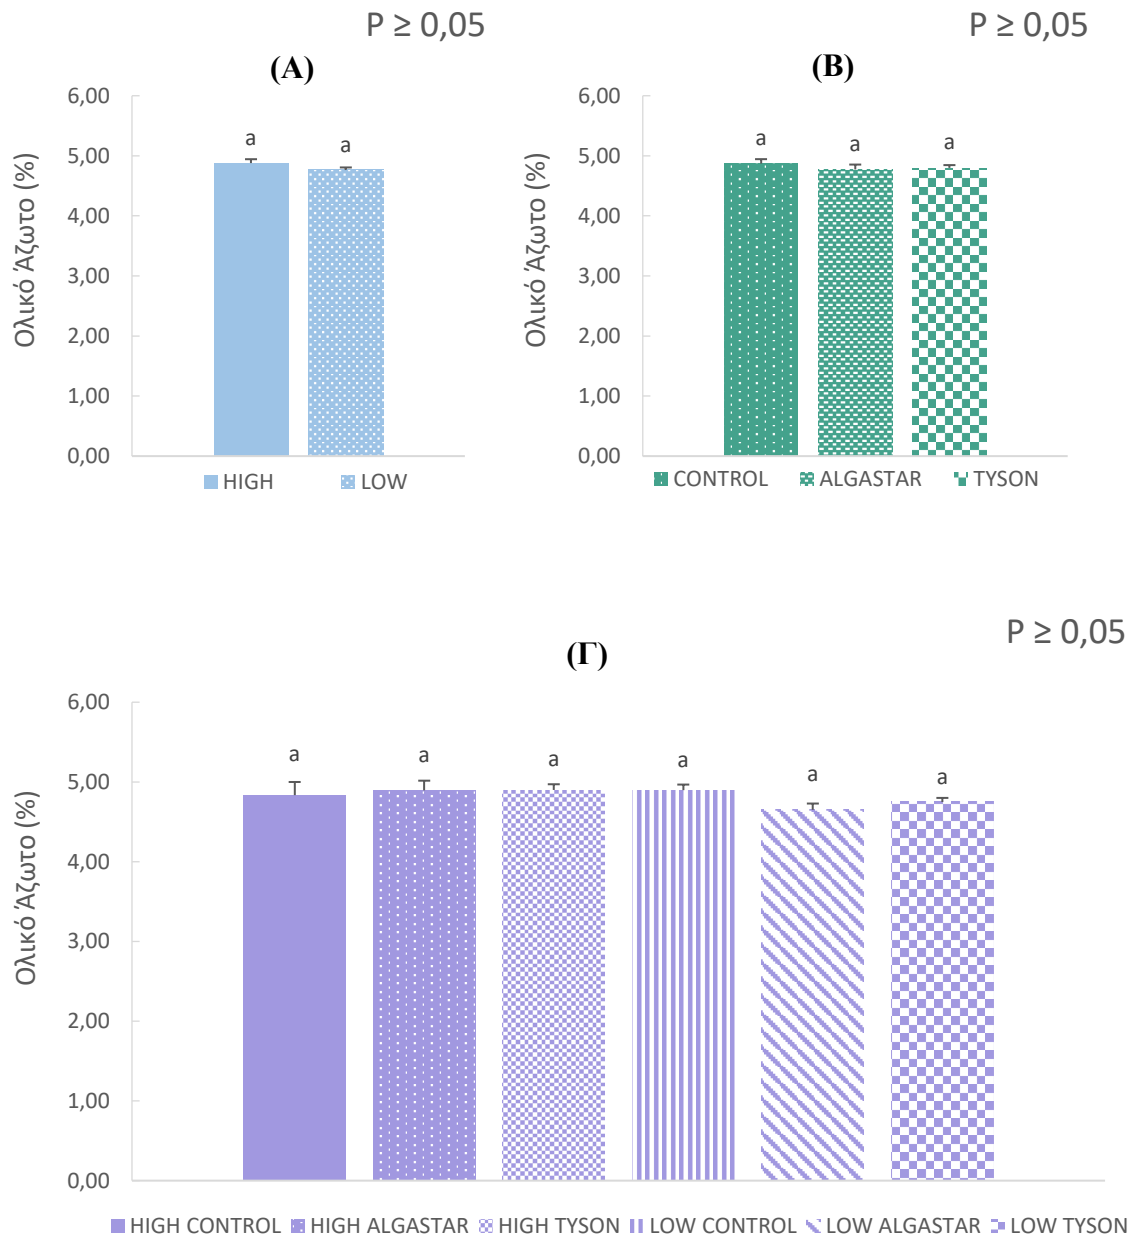 P ≥ 0,05
P ≥ 0,05
(Α)
(Β)
Ολικό Άζωτο (%)
6,00
5,00
4,00
3,00
2,00
1,00
0,00
a
a
HIGH
LOW
Ολικό Άζωτο (%)
6,00
5,00
4,00
3,00
2,00
1,00
0,00
a
a
a
CONTROL
ALGASTAR
TYSON
P ≥ 0,05
(Γ)
Ολικό Άζωτο (%)
6,00
5,00
4,00
3,00
2,00
1,00
0,00
a
a
a
a
a
a
HIGH CONTROL
HIGH ALGASTAR
HIGH TYSON
LOW CONTROL
LOW ALGASTAR
LOW TYSON